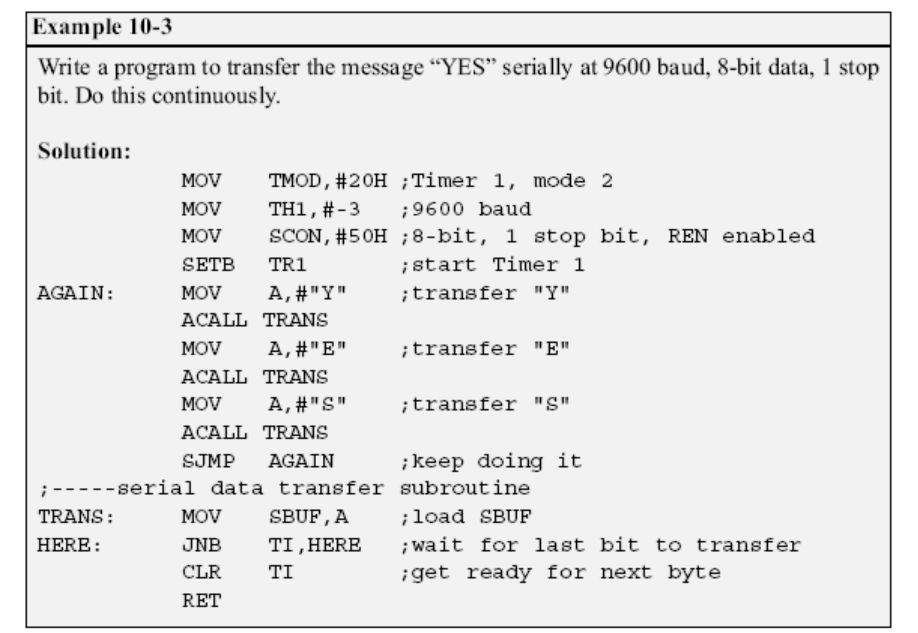 Example 10-3
Write a program to transfer the message “YES” serially at 9600 baud, 8-bit data, 1 stop
bit. Do this continuously.
Solution:
MOV TMOD,#20H ;Timer 1, mode 2
MOV TH1,#-3 ;9600 baud
MOV SCON,#50H ;8-bit, 1 stop bit, REN enabled
SETB TR1 ;start Timer 1
AGAIN: MOV A,#"Y" ;transfer "Y"
ACALL TRANS
MOV A,#"E" ;transfer "E"
ACALL TRANS
MOV A,#"S" ;transfer "S"
ACALL TRANS
SJMP AGAIN ;keep doing it
;-----serial data transfer subroutine
TRANS: MOV SBUF,A ;load SBUF
HERE: JNB TI,HERE ;wait for last bit to transfer
CLR TI ;get ready for next byte
RET